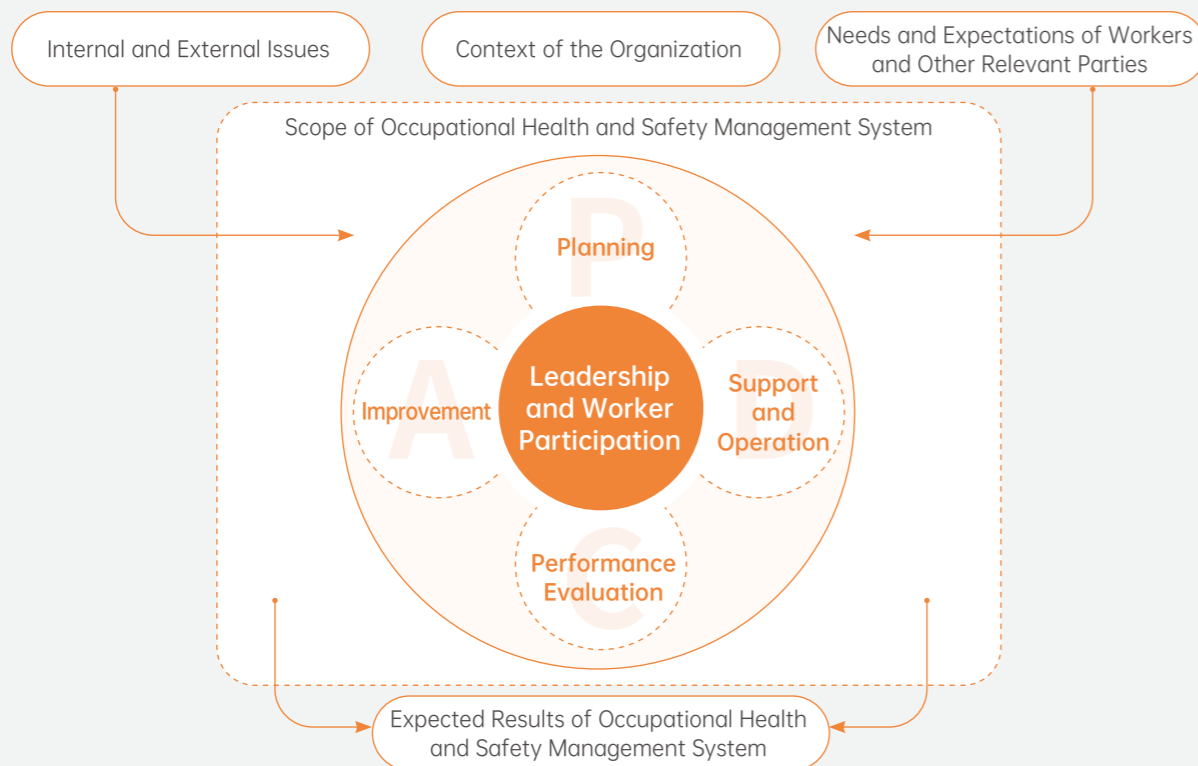 Internal and External Issues
Context of the Organization
Needs and Expectations of Workers
and Other Relevant Parties
Scope of Occupational Health and Safety Management System
P
Planning
A
Improvement
Leadership
and Worker
Participation
D
Support
and
Operation
C
Performance
Evaluation
Expected Results of Occupational Health
and Safety Management System